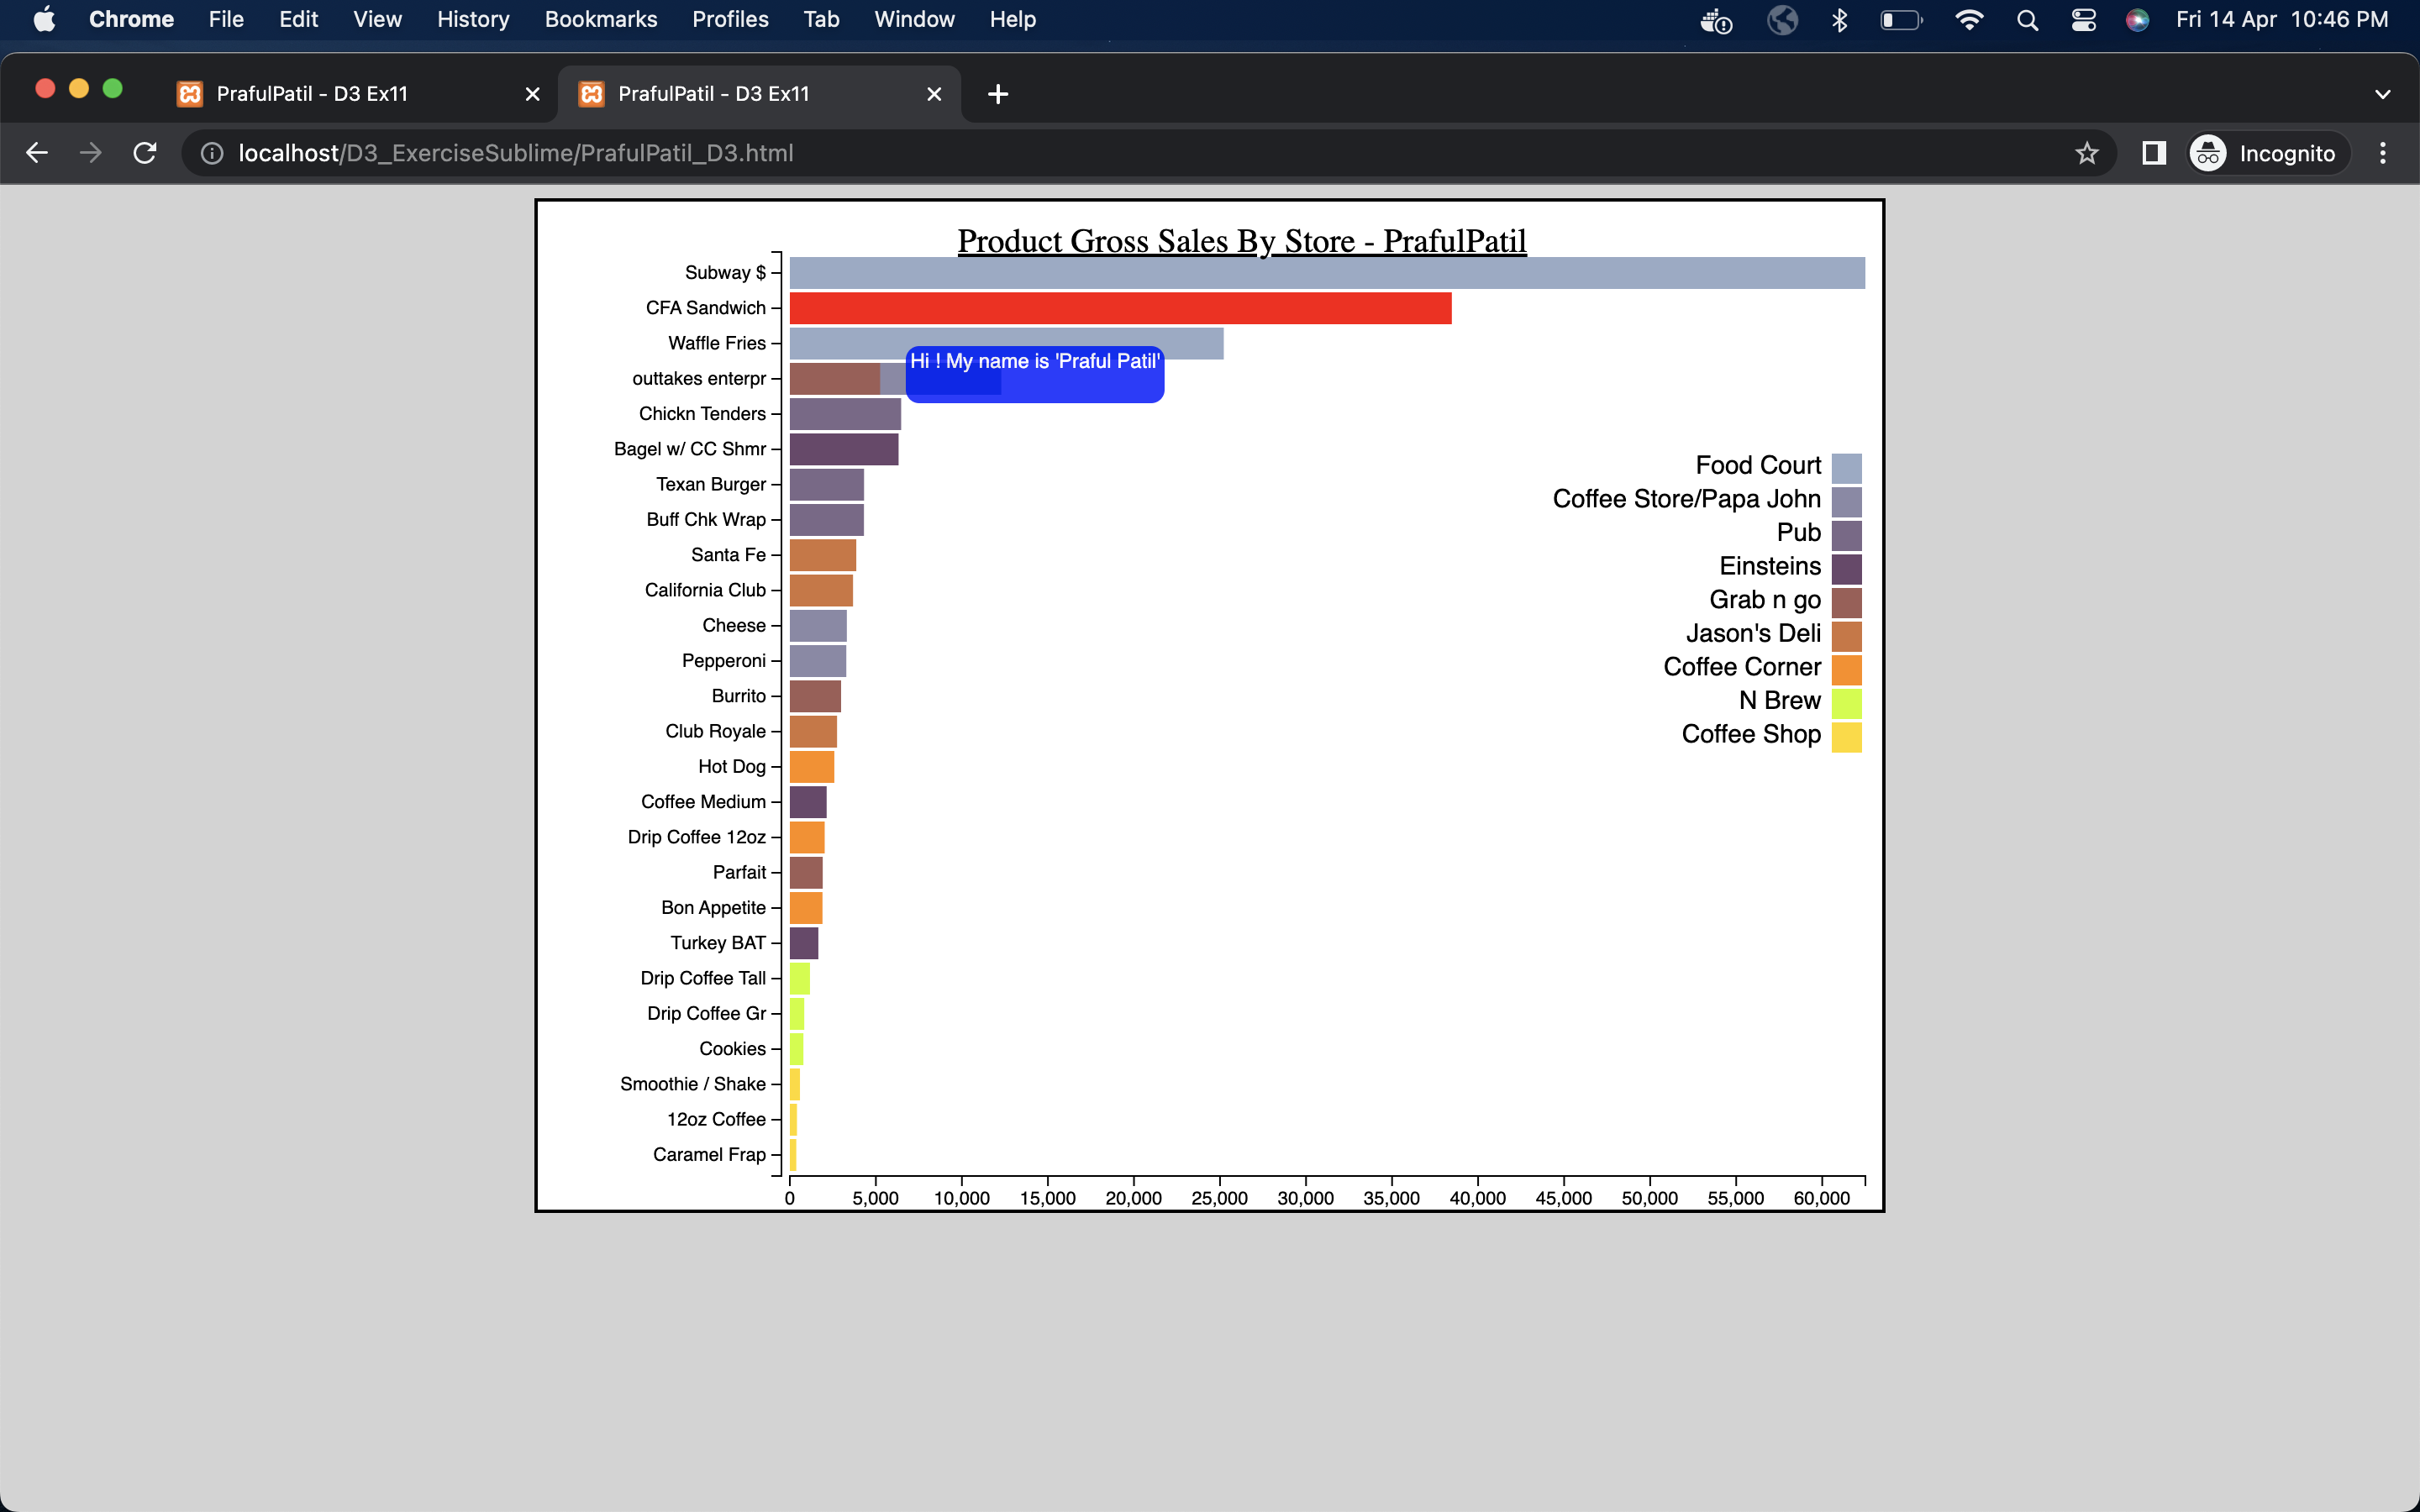 Chrome File Edit View History Bookmarks Profiles Tab Window Help Fri 14 Apr 10:46 PM
PrafulPatil - D3 Ex11 PrafulPatil - D3 Ex11
localhost/D3_ExerciseSublime/PrafulPatil_D3.html Incognito
Product Gross Sales By Store - PrafulPatil
Subway $
CFA Sandwich
Waffle Fries
Hi ! My name is 'Praful Patil'
outtakes enterpr
Chickn Tenders
Bagel w/ CC Shmr
Texan Burger
Buff Chk Wrap
Santa Fe
California Club
Cheese
Pepperoni
Burrito
Club Royale
Hot Dog
Coffee Medium
Drip Coffee 12oz
Parfait
Bon Appetite
Turkey BAT
Drip Coffee Tall
Drip Coffee Gr
Cookies
Smoothie / Shake
12oz Coffee
Caramel Frap
Food Court
Coffee Store/Papa John
Pub
Einsteins
Grab n go
Jason's Deli
Coffee Corner
N Brew
Coffee Shop
0 5,000 10,000 15,000 20,000 25,000 30,000 35,000 40,000 45,000 50,000 55,000 60,000